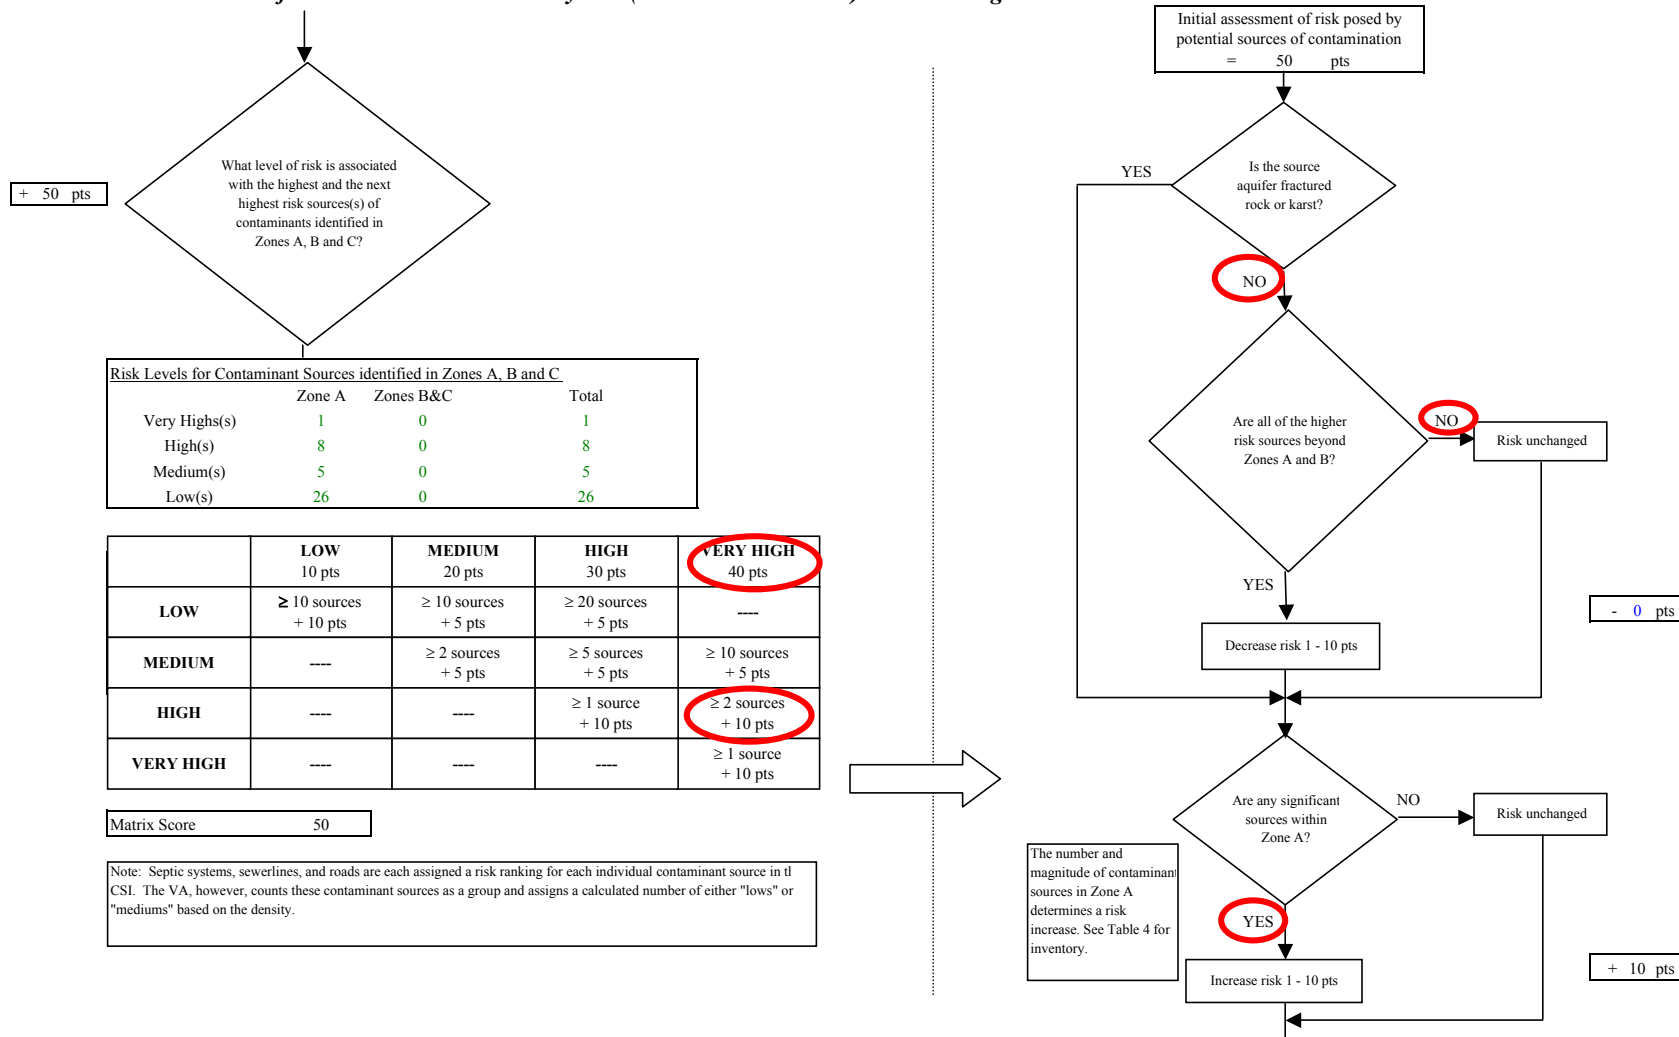 + 50 pts
What level of risk is associated
with the highest and the next
highest risk sources(s) of
contaminants identified in
Zones A, B and C?
Risk Levels for Contaminant Sources identified in Zones A, B and C
Zone A Zones B&C Total
Very Highs(s) 1 0 1
High(s) 8 0 8
Medium(s) 5 0 5
Low(s) 26 0 26
LOW MEDIUM HIGH VERY HIGH
10 pts 20 pts 30 pts 40 pts
LOW ≥ 10 sources ≥ 10 sources ≥ 20 sources ----
+ 10 pts + 5 pts + 5 pts
MEDIUM ---- ≥ 2 sources ≥ 5 sources ≥ 10 sources
+ 5 pts + 5 pts + 5 pts
HIGH ---- ---- ≥ 1 source ≥ 2 sources
+ 10 pts + 10 pts
VERY HIGH ---- ---- ---- ≥ 1 source
+ 10 pts
Matrix Score 50
Note: Septic systems, sewerlines, and roads are each assigned a risk ranking for each individual contaminant source in
CSI. The VA, however, counts these contaminant sources as a group and assigns a calculated number of either "lows" or
"mediums" based on the density.
Initial assessment of risk posed by
potential sources of contamination
= 50 pts
YES
Is the source
aquifer fractured
rock or karst?
NO
Are all of the higher
risk sources beyond
Zones A and B?
NO
Risk unchanged
YES
- 0 pts
Decrease risk 1 - 10 pts
Are any significant
sources within
Zone A?
NO
Risk unchanged
The number and
magnitude of contaminant
sources in Zone A
determines a risk
increase. See Table 4 for
inventory.
YES
+ 10 pts
Increase risk 1 - 10 pts